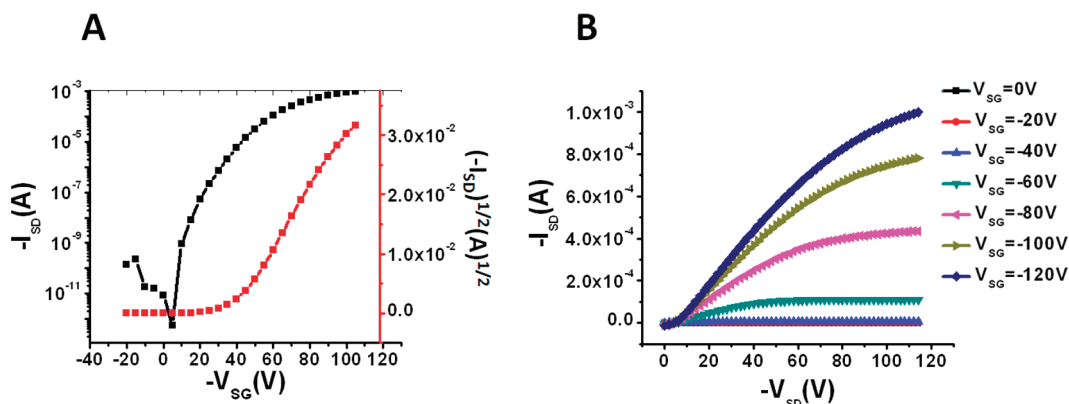 A
10⁻³
10⁻⁵
10⁻⁷
10⁻⁹
10⁻¹¹
-I_SD(A)
-40 -20 0 20 40 60 80 100 120
-V_SG(V)
3.0x10⁻²
2.0x10⁻²
1.0x10⁻²
0.0
(-I_SD)^1/2(A)^1/2
B
1.0x10⁻³
8.0x10⁻⁴
6.0x10⁻⁴
4.0x10⁻⁴
2.0x10⁻⁴
0.0
-I_SD(A)
0 20 40 60 80 100 120
-V_SD(V)
V_SG=0V
V_SG=-20V
V_SG=-40V
V_SG=-60V
V_SG=-80V
V_SG=-100V
V_SG=-120V